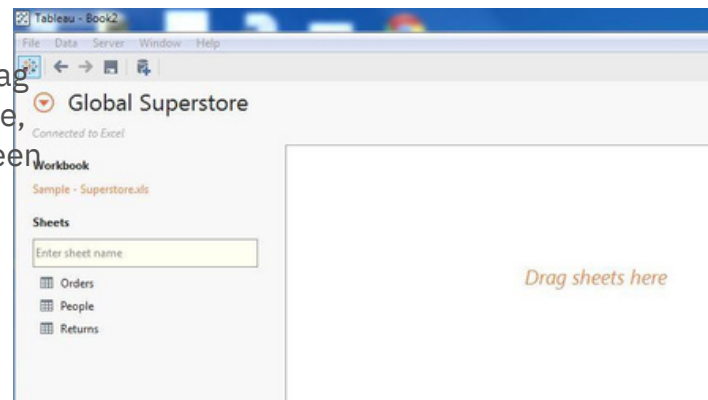 Tableau - Book2
File Data Server Window Help
ag
Global Superstore
e,
Connected to Excel
een
Workbook
Sample - Superstore.xls
Sheets
Enter sheet name
Drag sheets here
Orders
People
Returns